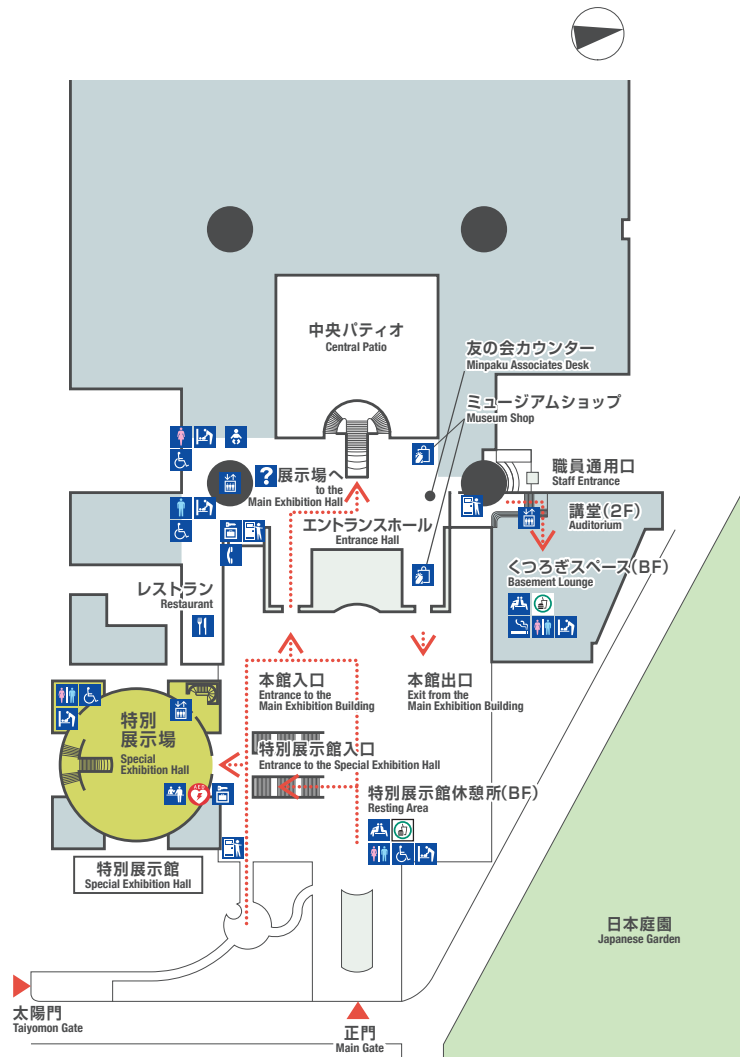 中央パティオ
Central Patio
友の会カウンター
Minpaku Associates Desk
ミュージアムショップ
Museum Shop
職員通用口
Staff Entrance
?
展示場へ
to the
Main Exhibition Hall
講堂(2F)
Auditorium
エントランスホール
Entrance Hall
くつろぎスペース(BF)
Basement Lounge
レストラン
Restaurant
本館入口
Entrance to the
Main Exhibition Building
本館出口
Exit from the
Main Exhibition Building
特別
展示場
Special
Exhibition Hall
特別展示館入口
Entrance to the Special Exhibition Hall
特別展示館休憩所(BF)
Resting Area
AED
特別展示館
Special Exhibition Hall
日本庭園
Japanese Garden
太陽門
Taiyomon Gate
正門
Main Gate